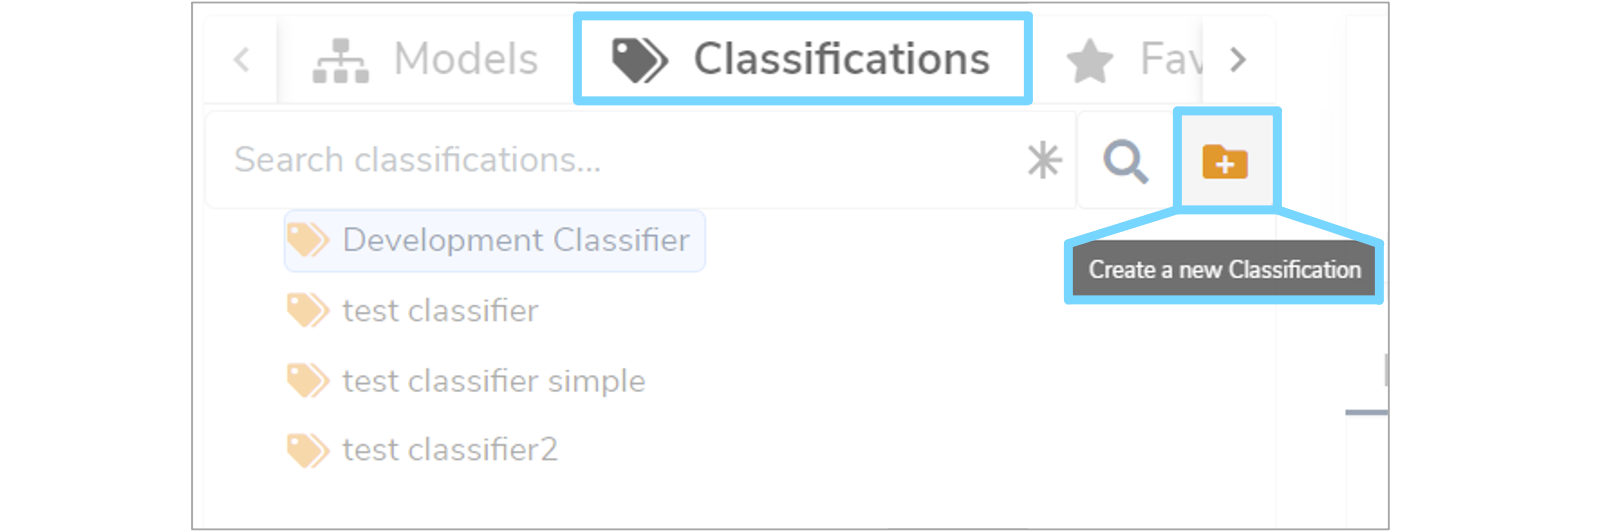 Models Classifications Fav
Search classifications...
Development Classifier
Create a new Classification
test classifier
test classifier simple
test classifier2